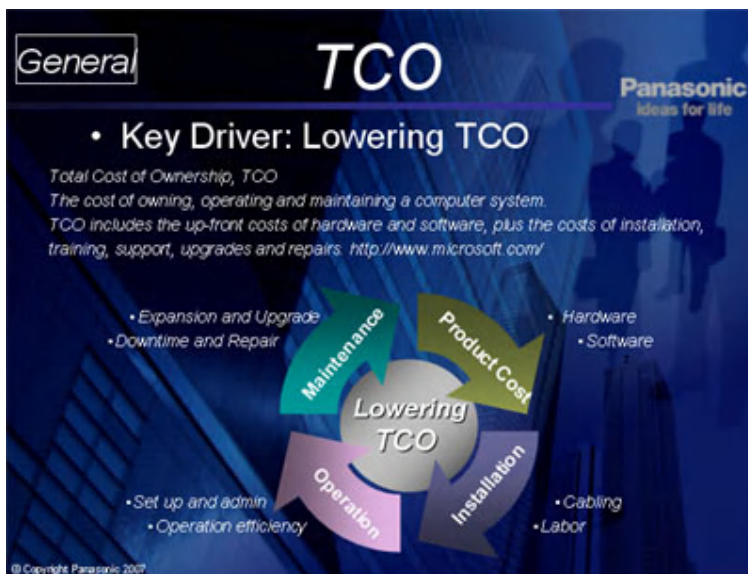 General
TCO
Panasonic
ideas for life
• Key Driver: Lowering TCO
Total Cost of Ownership, TCO
The cost of owning, operating and maintaining a computer system.
TCO includes the up-front costs of hardware and software, plus the costs of installation,
training, support, upgrades and repairs. http://www.microsoft.com/
• Expansion and Upgrade
• Downtime and Repair
Maintenance
Product Cost
• Hardware
• Software
Lowering
TCO
• Set up and admin
• Operation efficiency
Operation
Installation
• Cabling
• Labor
© Copyright Panasonic 2007